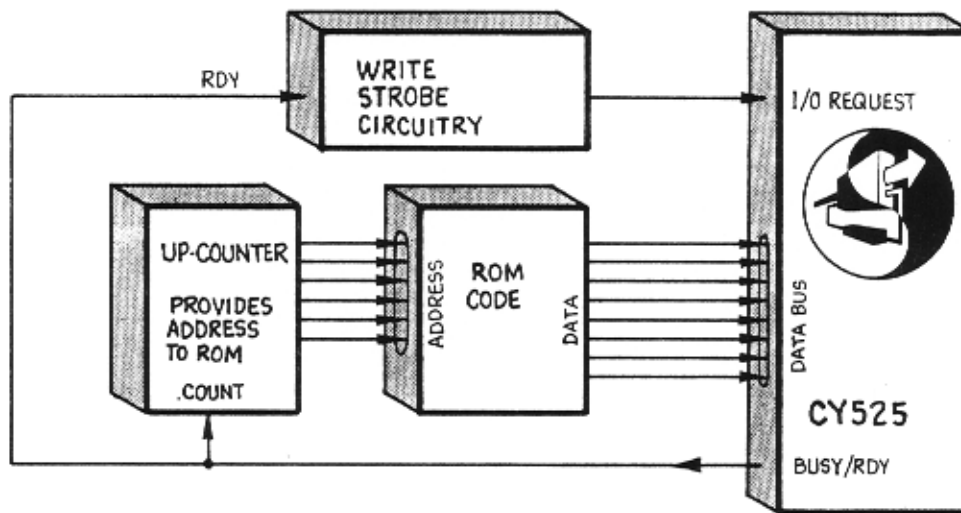 RDY
WRITE
STROBE
CIRCUITRY
I/O REQUEST
UP-COUNTER
PROVIDES
ADDRESS
TO ROM
.COUNT
ADDRESS
ROM
CODE
DATA
DATA BUS
CY525
BUSY/RDY